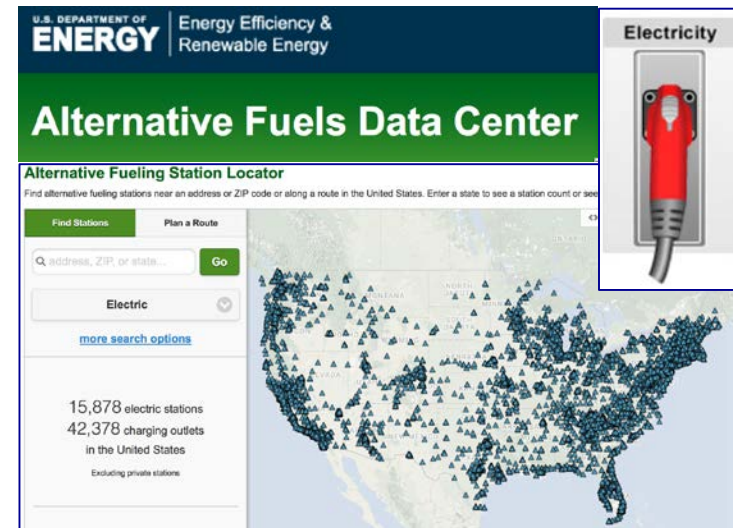 U.S. DEPARTMENT OF
ENERGY
Energy Efficiency &
Renewable Energy
Electricity
Alternative Fuels Data Center
Alternative Fueling Station Locator
Find alternative fueling stations near an address or ZIP code or along a route in the United States. Enter a state to see a station count or see
Find Stations
Plan a Route
address, ZIP, or state...
Go
Electric
more search options
15,878 electric stations
42,378 charging outlets
in the United States
Excluding private stations
ONTARIO
MONTANA
NORTH
MINN
NEVADA